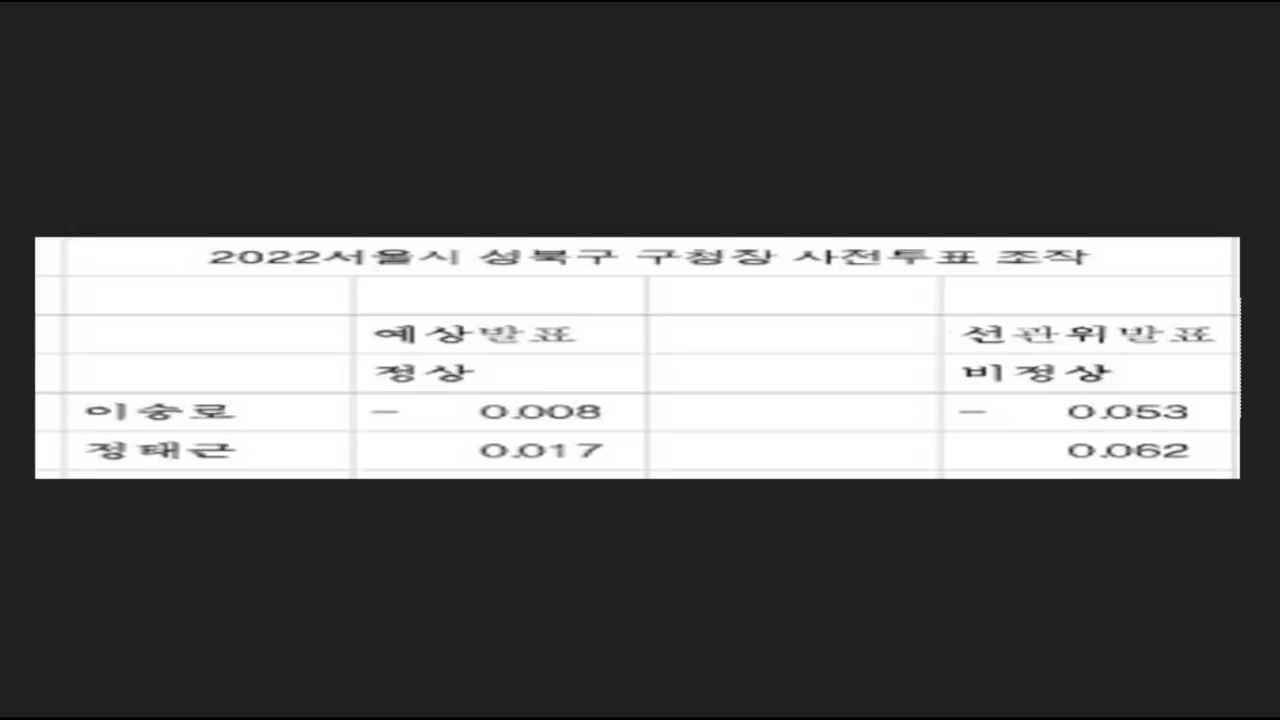 2022서울시 성북구 구청장 사전투표 조작
예상발표 선관위발표
정상 비정상
이승로 - 0.008 - 0.053
정태근 0.017 0.062